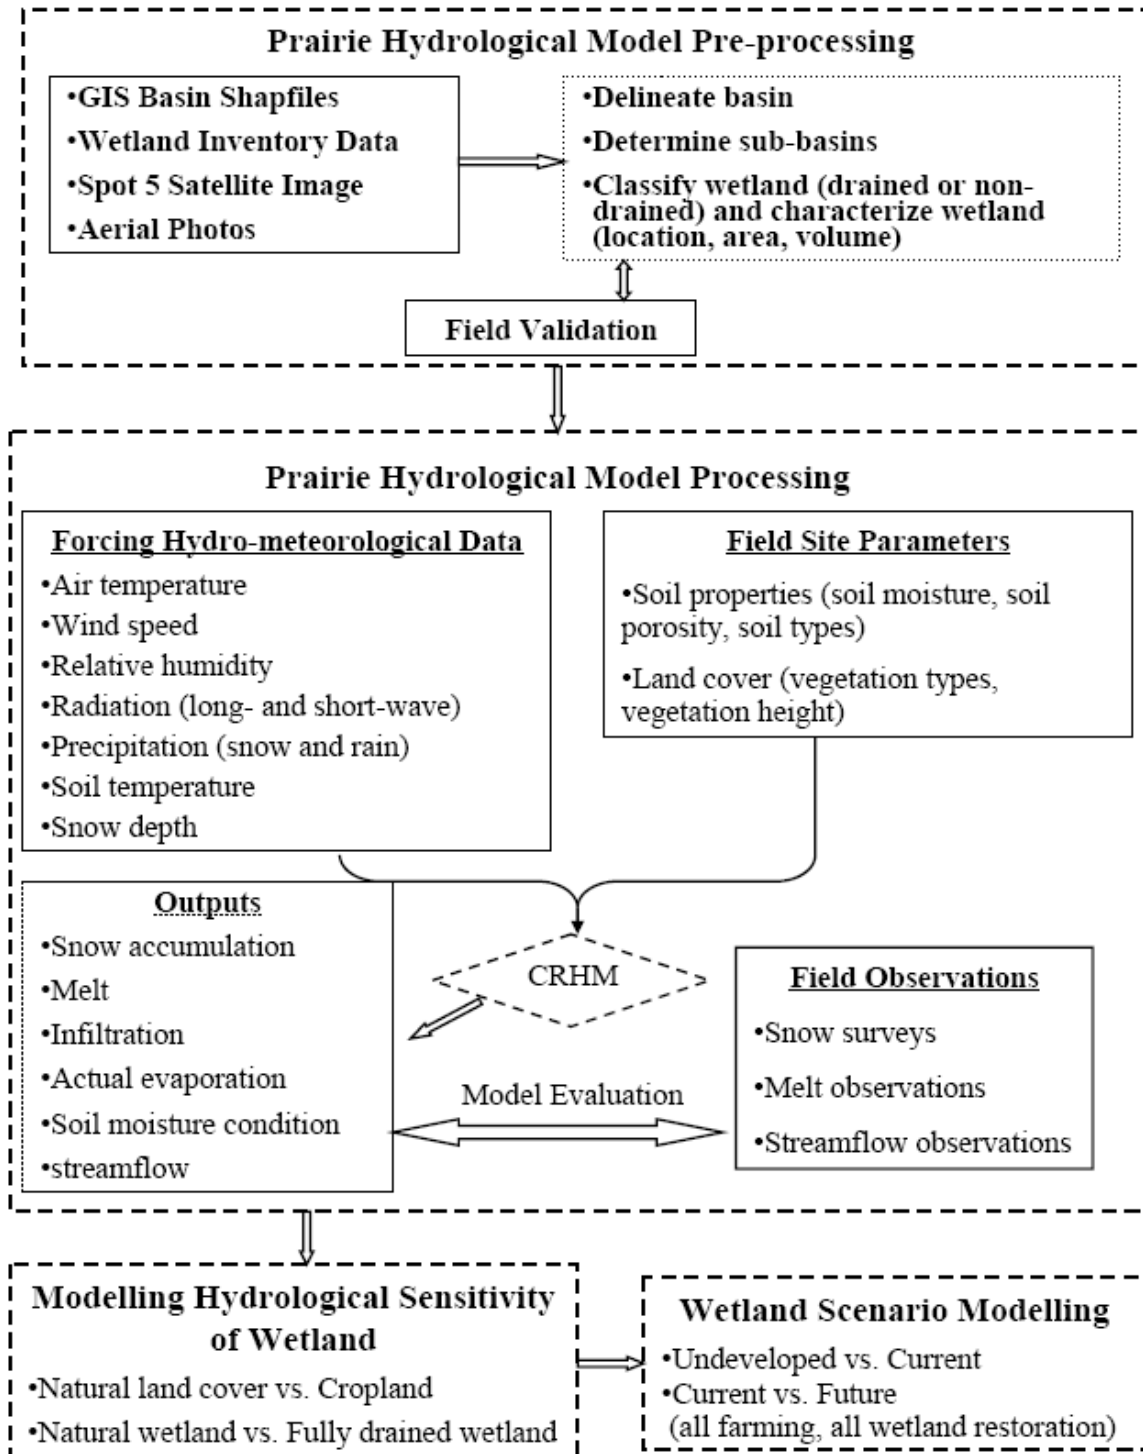 Prairie Hydrological Model Pre-processing
•GIS Basin Shapfiles
•Wetland Inventory Data
•Spot 5 Satellite Image
•Aerial Photos
•Delineate basin
•Determine sub-basins
•Classify wetland (drained or non-
drained) and characterize wetland
(location, area, volume)
Field Validation
Prairie Hydrological Model Processing
Forcing Hydro-meteorological Data
•Air temperature
•Wind speed
•Relative humidity
•Radiation (long- and short-wave)
•Precipitation (snow and rain)
•Soil temperature
•Snow depth
Field Site Parameters
•Soil properties (soil moisture, soil
porosity, soil types)
•Land cover (vegetation types,
vegetation height)
CRHM
Outputs
•Snow accumulation
•Melt
•Infiltration
•Actual evaporation
•Soil moisture condition
•streamflow
Model Evaluation
Field Observations
•Snow surveys
•Melt observations
•Streamflow observations
Modelling Hydrological Sensitivity
of Wetland
•Natural land cover vs. Cropland
•Natural wetland vs. Fully drained wetland
Wetland Scenario Modelling
•Undeveloped vs. Current
•Current vs. Future
(all farming, all wetland restoration)